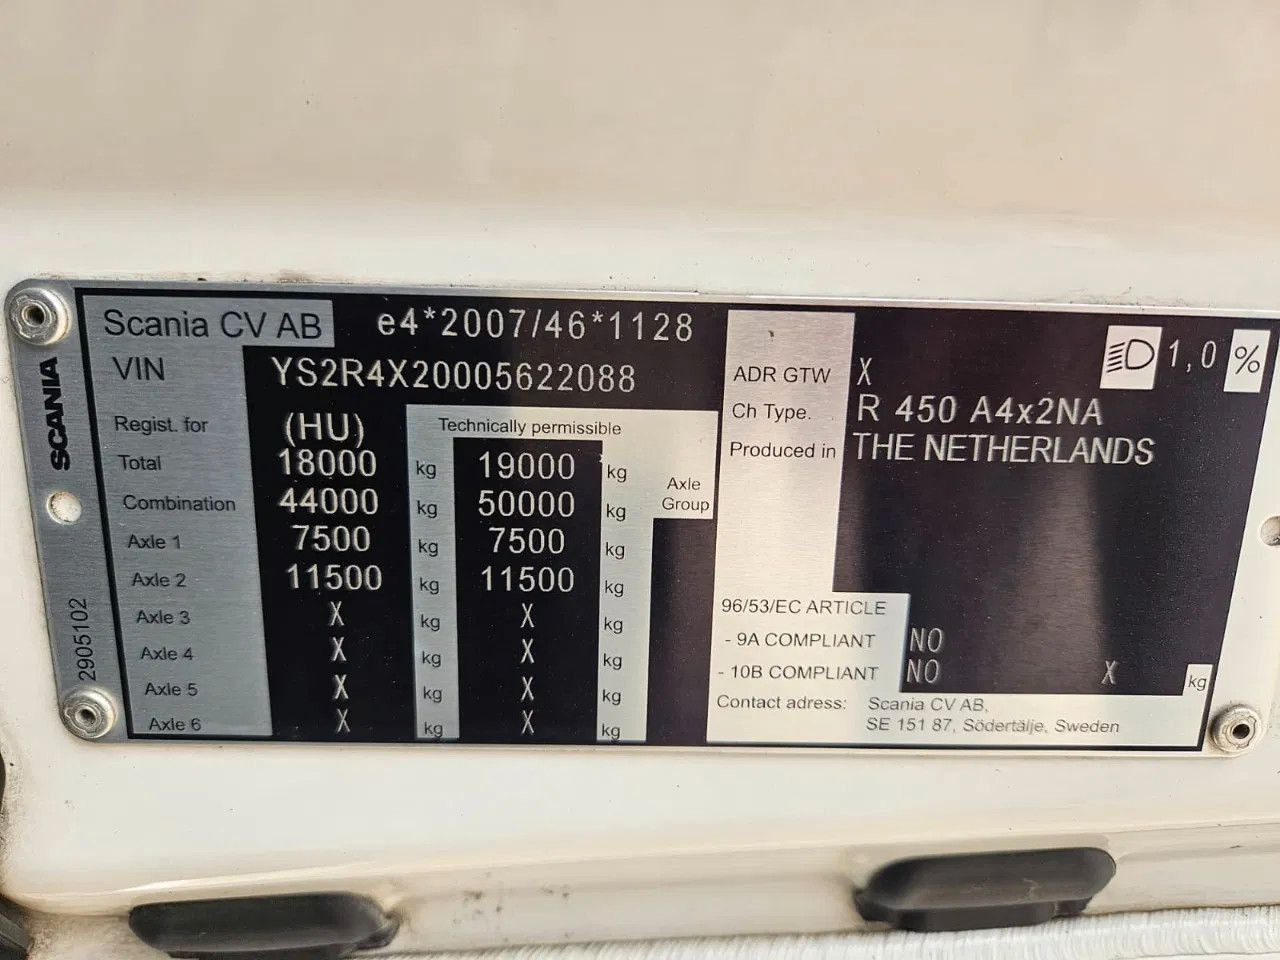 Scania CV AB e4*2007/46*1128
VIN YS2R4X20005622088
Regist. for (HU) Technically permissible
Total 18000 kg 19000 kg
Combination 44000 kg 50000 kg
Axle Group
Axle 1 7500 kg 7500 kg
Axle 2 11500 kg 11500 kg
Axle 3 X kg X kg
Axle 4 X kg X kg
Axle 5 X kg X kg
Axle 6 X kg X kg
SCANIA
2905102
1,0 %
ADR GTW X
Ch Type. R 450 A4x2NA
Produced in THE NETHERLANDS
96/53/EC ARTICLE
- 9A COMPLIANT NO
- 10B COMPLIANT NO X kg
Contact adress: Scania CV AB,
SE 151 87, Södertälje, Sweden